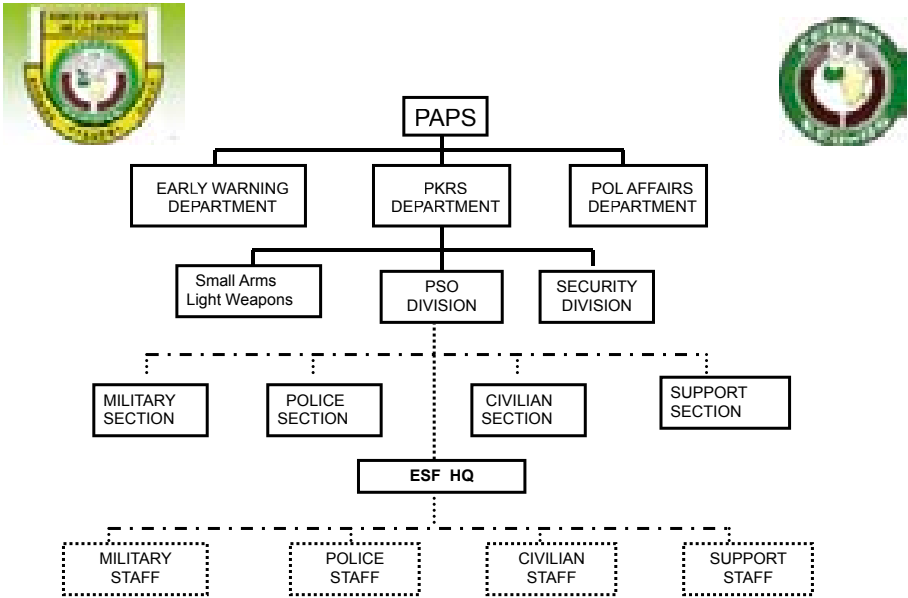 PAPS
EARLY WARNING
DEPARTMENT
PKRS
DEPARTMENT
POL AFFAIRS
DEPARTMENT
Small Arms
Light Weapons
PSO
DIVISION
SECURITY
DIVISION
MILITARY
SECTION
POLICE
SECTION
CIVILIAN
SECTION
SUPPORT
SECTION
ESF HQ
MILITARY
STAFF
POLICE
STAFF
CIVILIAN
STAFF
SUPPORT
STAFF